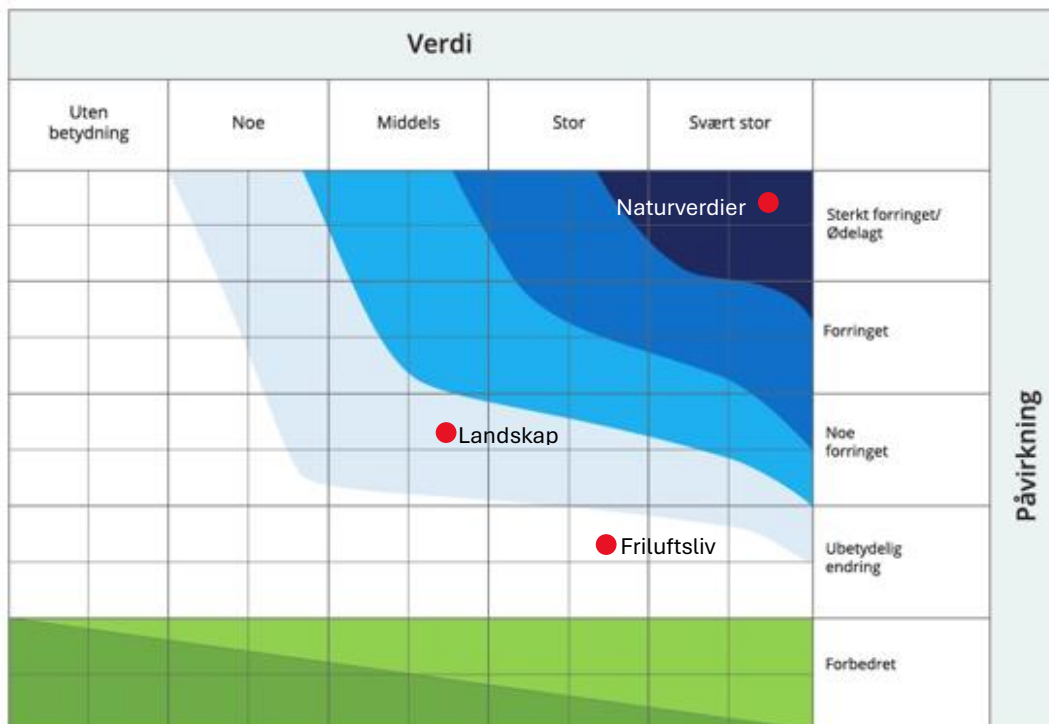 Verdi
Uten
betydning
Noe
Middels
Stor
Svært stor
Naturverdier
Sterkt forringet/
Ødelagt
Forringet
Landskap
Noe
forringet
Friluftsliv
Ubetydelig
endring
Forbedret
Påvirkning